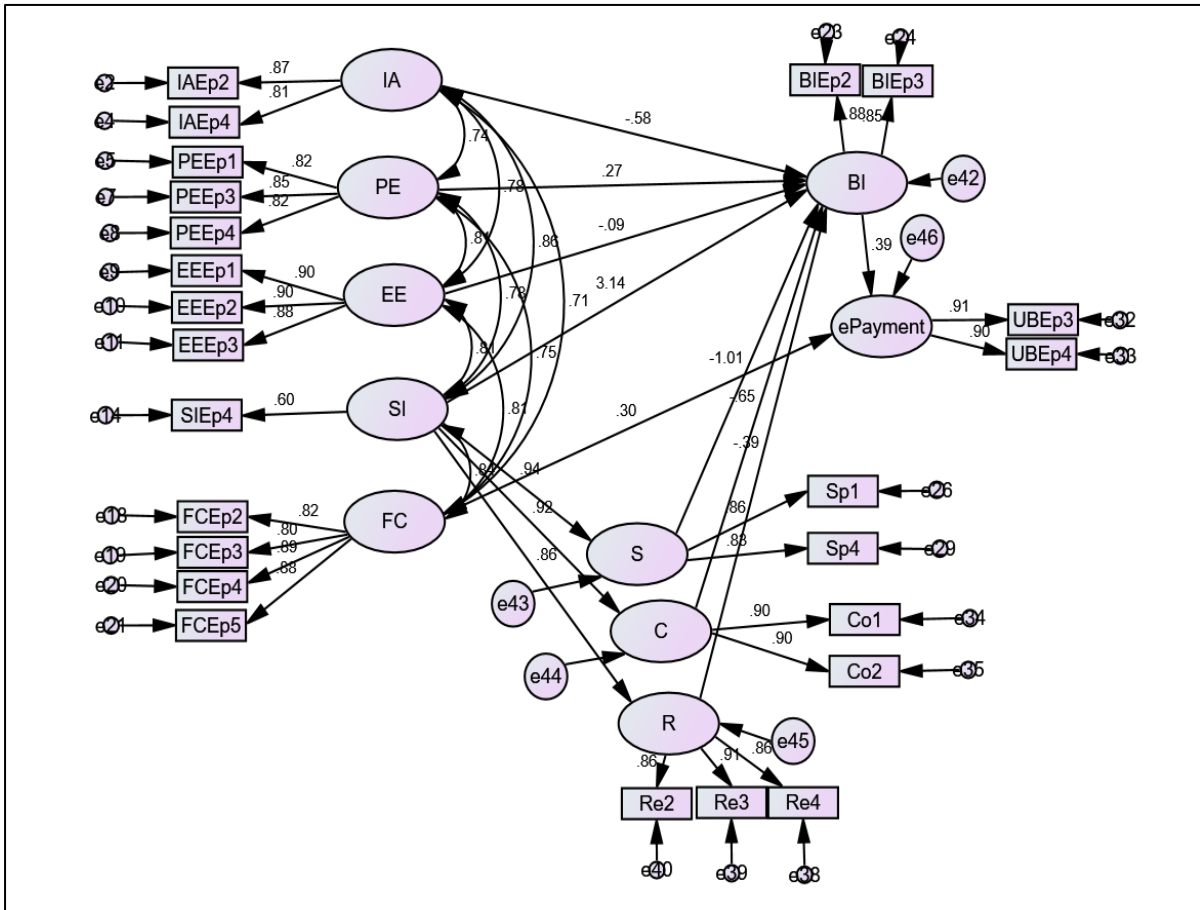 e23
e24
BIEp2
BIEp3
.88
.85
IA
.87
IAEp2
e2
.81
IAEp4
e4
-.58
.74
PEEp1
e5
.82
PE
.85
PEEp3
e7
.82
PEEp4
e8
.27
BI
e42
.78
-.09
.81
.86
e46
.39
EEEp1
e9
.90
EE
.90
EEEp2
e10
.88
EEEp3
e11
.78
3.14
.71
ePayment
.91
UBEp3
e32
.90
UBEp4
e33
.81
.75
-1.01
SI
.60
SIEp4
e14
.81
.30
-.65
-.39
.94
.92
.86
FC
.82
FCEp2
e18
.80
FCEp3
e19
.89
FCEp4
e20
.88
FCEp5
e21
S
e43
.86
Sp1
e26
.83
Sp4
e29
C
e44
.90
Co1
e34
.90
Co2
e35
R
e45
.86
.91
.86
Re2
Re3
Re4
e40
e39
e38